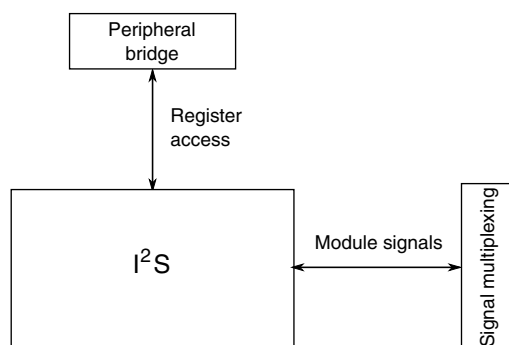 Peripheral
bridge
Register
access
I²S
Module signals
Signal multiplexing